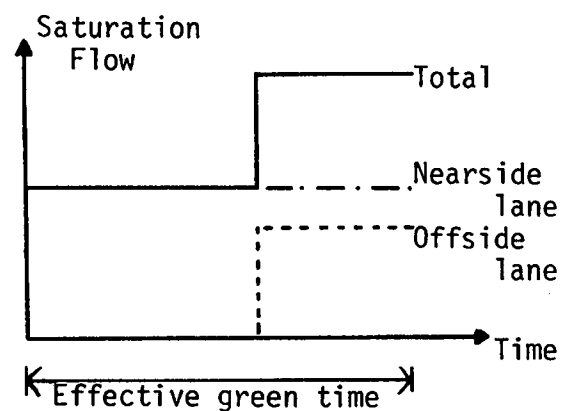 Saturation
Flow
Total
Nearside
lane
Offside
lane
Time
Effective green time